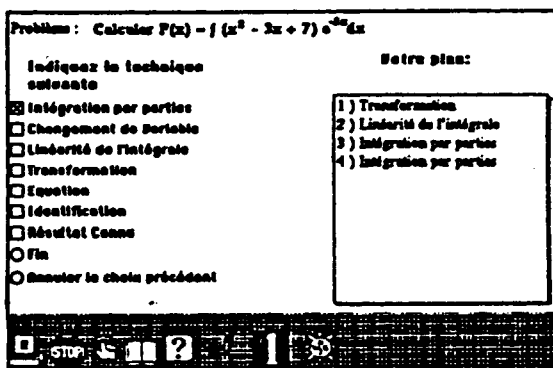 Problème : Calculer F(x) = ∫ (x² - 3x + 7) e dx
Indiquez la technique
suivante
Intégration par parties
Changement de Variable
Linéarité de l'intégrale
Transformation
Equation
Identification
Résultat Connu
Fin
Annuler le choix précédent
Votre plan:
1 ) Transformation
2 ) Linéarité de l'intégrale
3 ) Intégration par parties
4 ) Intégration par parties
STOP
?